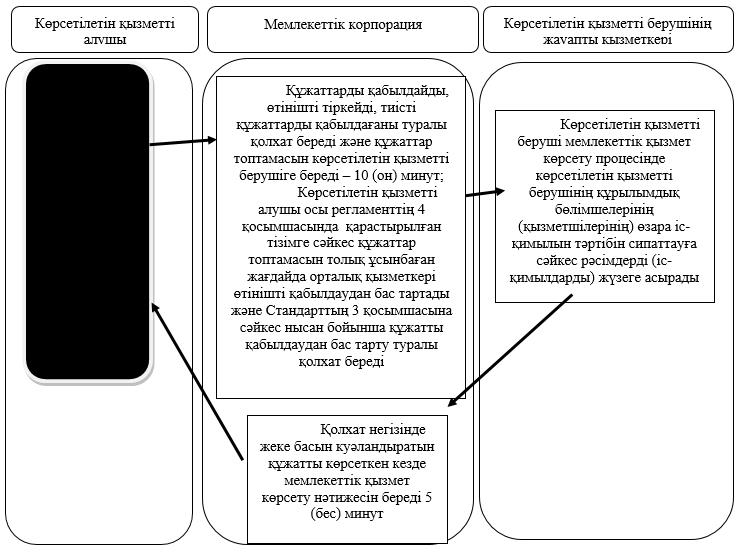 Көрсетілетін қызметті
алушы
Мемлекеттік корпорация
Көрсетілетін қызметті берушінің
жауапты қызметкері
Құжаттарды қабылдайды,
өтінішті тіркейді, тиісті
құжаттарды қабылдағаны туралы
қолхат береді және құжаттар
топтамасын көрсетілетін қызметті
берушіге береді – 10 (он) минут;
Көрсетілетін қызметті
алушы осы регламенттің 4
қосымшасында қарастырылған
тізімге сәйкес құжаттар
топтамасын толық ұсынбаған
жағдайда орталық қызметкері
өтінішті қабылдаудан бас тартады
және Стандарттың 3 қосымшасына
сәйкес нысан бойынша құжатты
қабылдаудан бас тарту туралы
қолхат береді
Көрсетілетін қызметті
беруші мемлекеттік қызмет
көрсету процесінде
көрсетілетін қызметті
берушінің құрылымдық
бөлімшелерінің
(қызметшілерінің) өзара іс-
қимылын тәртібін сипаттауға
сәйкес рәсімдерді (іс-
қимылдарды) жүзеге асырады
Қолхат негізінде
жеке басын куәландыратын
құжатты көрсеткен кезде
мемлекеттік қызмет
көрсету нәтижесін береді 5
(бес) минут